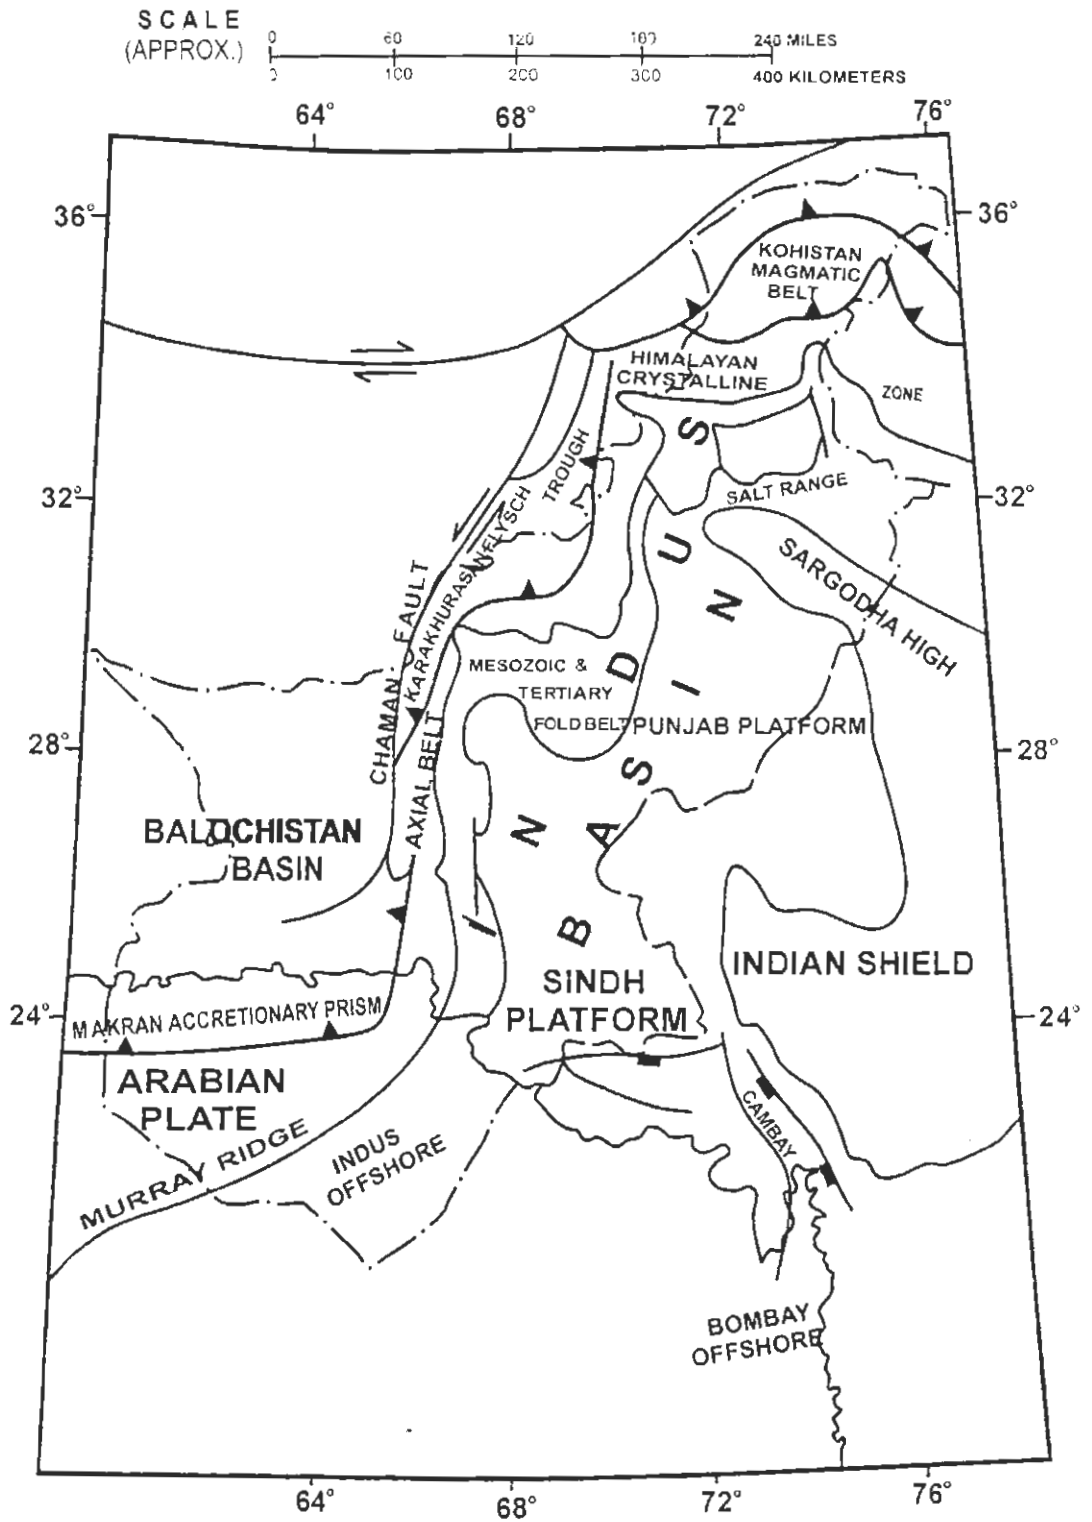 SCALE
(APPROX.)
0 60 120 180 240 MILES
0 100 200 300 400 KILOMETERS
64° 68° 72° 76°
36° 36°
KOHISTAN
MAGMATIC
BELT
HIMALAYAN
CRYSTALLINE
ZONE
TROUGH
32° 32°
SALT RANGE
SARGODHA HIGH
KARAKHURASAN FLYSCH
CHAMAN FAULT
AXIAL BELT
MESOZOIC &
TERTIARY
FOLD BELT
PUNJAB PLATFORM
28° 28°
INDUS
BASIN
BALOCHISTAN
BASIN
INDIAN SHIELD
SINDH
PLATFORM
24° 24°
MAKRAN ACCRETIONARY PRISM
ARABIAN
PLATE
MURRAY RIDGE
INDUS
OFFSHORE
CAMBAY
BOMBAY
OFFSHORE
64° 68° 72° 76°